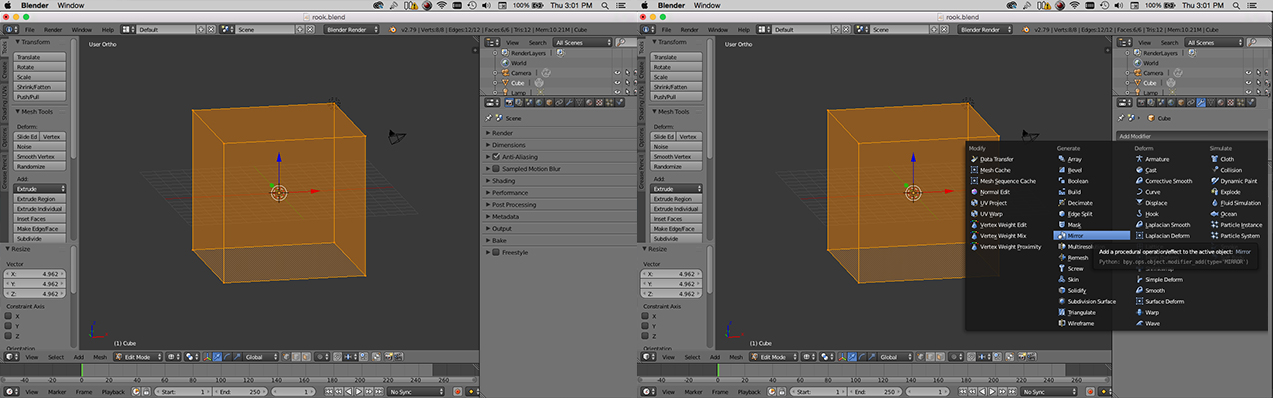 Blender Window 100% Thu 3:01 PM
rook.blend
Default Scene Blender Render v2.79 | Verts:8/8 | Edges:12/12 | Faces:6/6 | Tris:12 | Mem:10.21M | Cube
Tools
Create
Shading / UVs
Options
Grease Pencil
Transform
Translate
Rotate
Scale
Shrink/Fatten
Push/Pull
Mesh Tools
Deform:
Slide Ed Vertex
Noise
Smooth Vertex
Randomize
Add:
Extrude
Extrude Region
Extrude Individual
Inset Faces
Make Edge/Face
Subdivide
Resize
Vector
X: 4.962
Y: 4.962
Z: 4.962
Constraint Axis
X
Y
Z
Orientation
User Ortho
(1) Cube
View Search All Scenes
RenderLayers
World
Camera
Cube
Lamp
Scene
Render
Dimensions
Anti-Aliasing
Sampled Motion Blur
Shading
Performance
Post Processing
Metadata
Output
Bake
Freestyle
View Select Add Mesh Edit Mode Global
-40 -20 0 20 40 60 80 100 120 140 160 180 200 220 240 260
View Marker Frame Playback Start: 1 End: 250 1 No Sync
Blender Window 100% Thu 3:01 PM
rook.blend
Default Scene Blender Render v2.79 | Verts:8/8 | Edges:12/12 | Faces:6/6 | Tris:12 | Mem:10.21M | Cube
Tools
Create
Shading / UVs
Options
Grease Pencil
Transform
Translate
Rotate
Scale
Shrink/Fatten
Push/Pull
Mesh Tools
Deform:
Slide Ed Vertex
Noise
Smooth Vertex
Randomize
Add:
Extrude
Extrude Region
Extrude Individual
Inset Faces
Make Edge/Face
Subdivide
Resize
Vector
X: 4.962
Y: 4.962
Z: 4.962
Constraint Axis
X
Y
Z
Orientation
User Ortho
(1) Cube
View Search All Scenes
RenderLayers
World
Camera
Cube
Lamp
Cube
Add Modifier
Modify
Data Transfer
Mesh Cache
Mesh Sequence Cache
Normal Edit
UV Project
UV Warp
Vertex Weight Edit
Vertex Weight Mix
Vertex Weight Proximity
Generate
Array
Bevel
Boolean
Build
Decimate
Edge Split
Mask
Mirror
Multiresol
Remesh
Screw
Skin
Solidify
Subdivision Surface
Triangulate
Wireframe
Deform
Armature
Cast
Corrective Smooth
Curve
Displace
Hook
Laplacian Smooth
Laplacian Deform
Simple Deform
Smooth
Surface Deform
Warp
Wave
Simulate
Cloth
Collision
Dynamic Paint
Explode
Fluid Simulation
Ocean
Particle Instance
Particle System
Add a procedural operation/effect to the active object: Mirror
Python: bpy.ops.object.modifier_add(type='MIRROR')
View Select Add Mesh Edit Mode Global
-40 -20 0 20 40 60 80 100 120 140 160 180 200 220 240 260
View Marker Frame Playback Start: 1 End: 250 1 No Sync